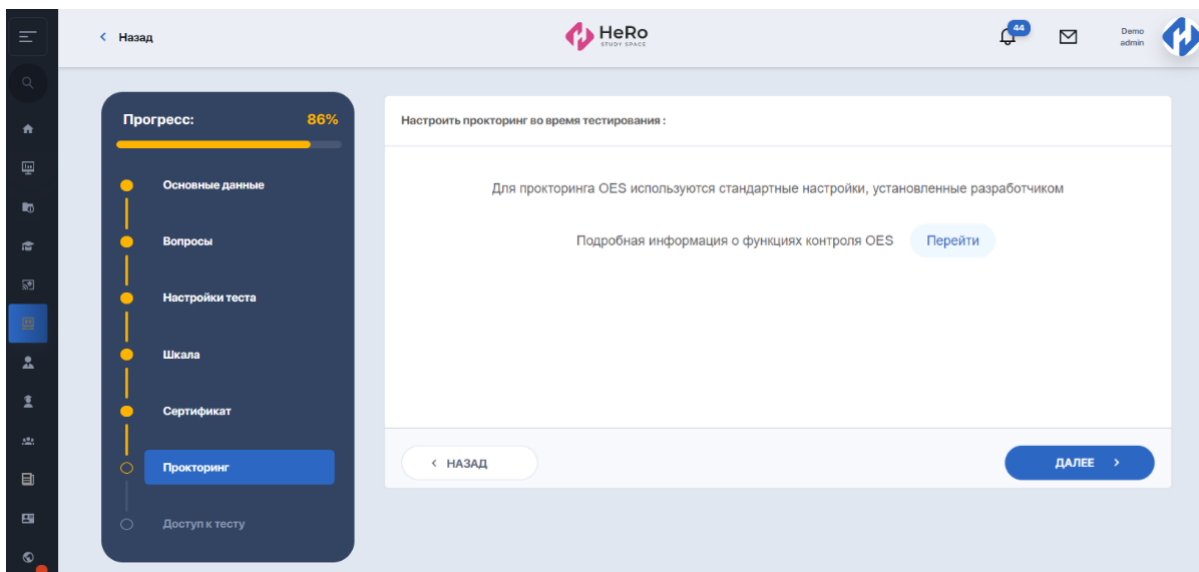 Назад
HeRo
STUDY SPACE
44
Demo
admin
Прогресс:
86%
Основные данные
Вопросы
Настройки теста
Шкала
Сертификат
Прокторинг
Доступ к тесту
Настроить прокторинг во время тестирования :
Для прокторинга OES используются стандартные настройки, установленные разработчиком
Подробная информация о функциях контроля OES
Перейти
НАЗАД
ДАЛЕЕ